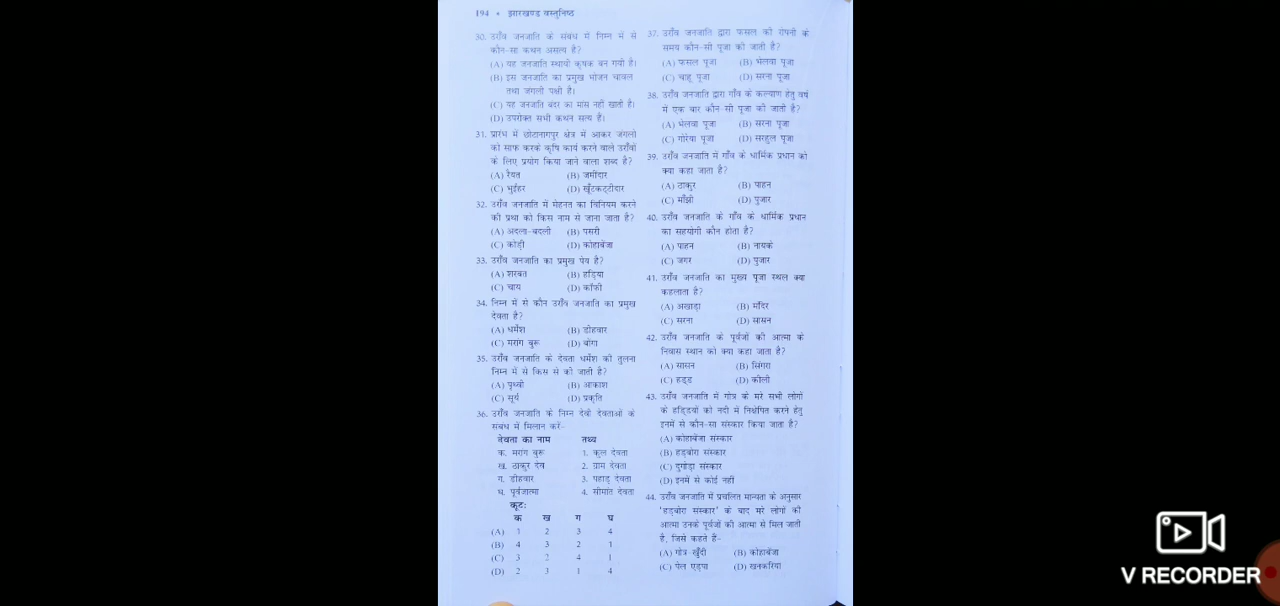 194 • झारखण्ड वस्तुनिष्ठ
30. उराँव जनजाति के संबंध में निम्न में से
कौन-सा कथन असत्य है?
(A) यह जनजाति स्थायी कृषक बन गयी है।
(B) इस जनजाति का प्रमुख भोजन चावल
तथा जंगली पक्षी है।
(C) यह जनजाति बंदर का मांस नहीं खाती है।
(D) उपरोक्त सभी कथन सत्य है।
31. प्रारंभ में छोटानागपुर क्षेत्र में आकर जंगलों
को साफ करके कृषि कार्य करने वाले उराँवों
के लिए प्रयोग किया जाने वाला शब्द है?
(A) रैयत (B) जमींदार
(C) भुईंहर (D) खूँटकट्टीदार
32. उराँव जनजाति में मेहनत का विनिमय करने
की प्रथा को किस नाम से जाना जाता है?
(A) अदला-बदली (B) पसरी
(C) कोड़ी (D) कोहाबेंजा
33. उराँव जनजाति का प्रमुख पेय है?
(A) शरबत (B) हड़िया
(C) चाय (D) कॉफी
34. निम्न में से कौन उराँव जनजाति का प्रमुख
देवता है?
(A) धर्मेश (B) डीहवार
(C) मरांग बुरू (D) बोंगा
35. उराँव जनजाति के देवता धर्मेश की तुलना
निम्न में से किस से की जाती है?
(A) पृथ्वी (B) आकाश
(C) सूर्य (D) प्रकृति
36. उराँव जनजाति के निम्न देवी देवताओं के
संबंध में मिलान करें-
देवता का नाम तथ्य
क. मरांग बुरू 1. कुल देवता
ख. ठाकुर देव 2. ग्राम देवता
ग. डीहवार 3. पहाड़ देवता
घ. पूर्वजात्मा 4. सीमांत देवता
कूटः
क ख ग घ
(A) 1 2 3 4
(B) 4 3 2 1
(C) 3 2 4 1
(D) 2 3 1 4
37. उराँव जनजाति द्वारा फसल की रोपनी के
समय कौन-सी पूजा की जाती है?
(A) फसल पूजा (B) भेलवा पूजा
(C) चाहू पूजा (D) सरना पूजा
38. उराँव जनजाति द्वारा गाँव के कल्याण हेतु वर्ष
में एक बार कौन-सी पूजा की जाती है?
(A) भेलवा पूजा (B) सरना पूजा
(C) गोरेया पूजा (D) सरहुल पूजा
39. उराँव जनजाति में गाँव के धार्मिक प्रधान को
क्या कहा जाता है?
(A) ठाकुर (B) पाहन
(C) माँझी (D) पुजार
40. उराँव जनजाति के गाँव के धार्मिक प्रधान
का सहयोगी कौन होता है?
(A) पाहन (B) नायके
(C) जगर (D) पुजार
41. उराँव जनजाति का मुख्य पूजा स्थल क्या
कहलाता है?
(A) अखाड़ा (B) मंदिर
(C) सरना (D) सासन
42. उराँव जनजाति के पूर्वजों की आत्मा के
निवास स्थान को क्या कहा जाता है?
(A) सासन (B) सिंगरा
(C) हड्ड (D) कीली
43. उराँव जनजाति में गोत्र के मरे सभी लोगों
के हड्डियों को नदी में निक्षेपित करने हेतु
इनमें से कौन-सा संस्कार किया जाता है?
(A) कोहाबेंजा संस्कार
(B) हड़बोरा संस्कार
(C) दुगोड़ा संस्कार
(D) इनमें से कोई नहीं
44. उराँव जनजाति में प्रचलित मान्यता के अनुसार
'हड़बोरा संस्कार' के बाद मरे लोगों की
आत्मा उनके पूर्वजों की आत्मा से मिल जाती
है, जिसे कहते हैं-
(A) गोत्र-खुँदी (B) कोहाबेंजा
(C) पेल एड़पा (D) खनकरिया
V RECORDER